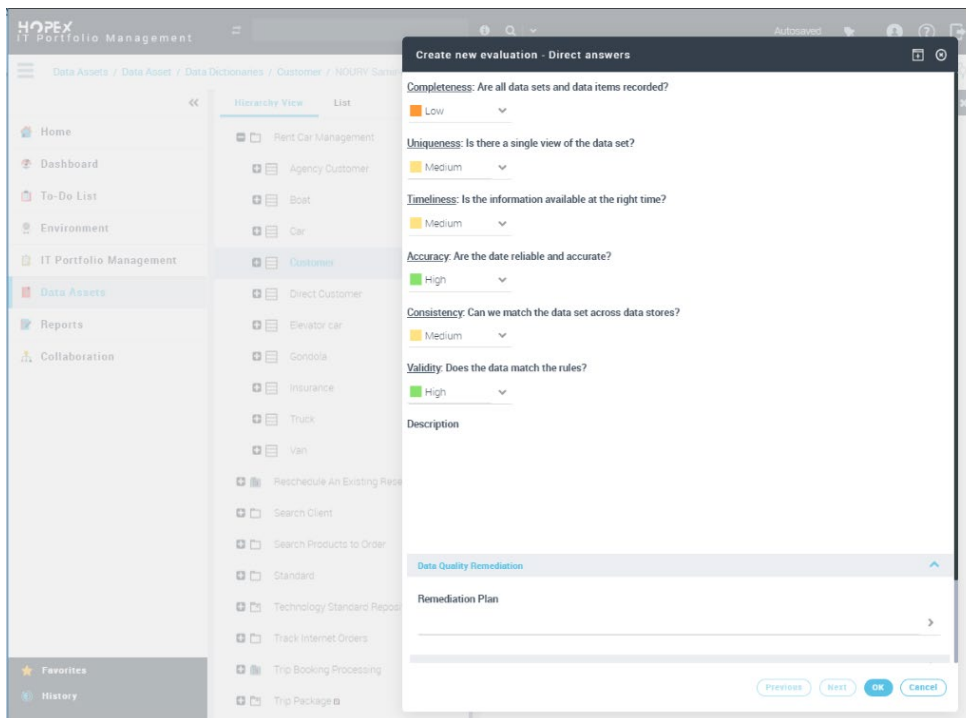 HOPEX
IT Portfolio Management
Autosaved
Data Assets / Data Asset / Data Dictionaries / Customer / NOURY
Home
Dashboard
To-Do List
Environment
IT Portfolio Management
Data Assets
Reports
Collaboration
Favorites
History
Hierarchy View
List
Rent Car Management
Agency Customer
Boat
Car
Customer
Direct Customer
Elevator car
Gondola
Insurance
Truck
Van
Reschedule An Existing Rese
Search Client
Search Products to Order
Standard
Technology Standard Reposi
Track Internet Orders
Trip Booking Processing
Trip Package
Create new evaluation - Direct answers
Completeness: Are all data sets and data items recorded?
Low
Uniqueness: Is there a single view of the data set?
Medium
Timeliness: Is the information available at the right time?
Medium
Accuracy: Are the date reliable and accurate?
High
Consistency: Can we match the data set across data stores?
Medium
Validity: Does the data match the rules?
High
Description
Data Quality Remediation
Remediation Plan
Previous
Next
OK
Cancel